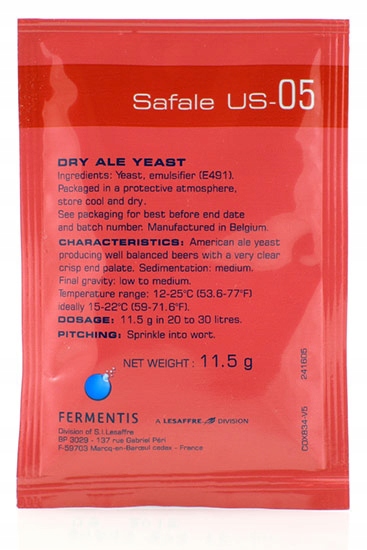 Safale US-05
DRY ALE YEAST
Ingredients: Yeast, emulsifier (E491).
Packaged in a protective atmosphere,
store cool and dry.
See packaging for best before end date
and batch number. Manufactured in Belgium.
CHARACTERISTICS: American ale yeast
producing well balanced beers with a very clear
crisp end palate. Sedimentation: medium.
Final gravity: low to medium.
Temperature range: 12-25°C (53.6-77°F)
ideally 15-22°C (59-71.6°F).
DOSAGE: 11.5 g in 20 to 30 litres.
PITCHING: Sprinkle into wort.
NET WEIGHT: 11.5 g
FERMENTIS A LESAFFRE DIVISION
Division of S.I.Lesaffre
BP 3029 - 137 rue Gabriel Péri
F-59703 Marcq-en-Barœul cedex - France
CDX834-V5 241605